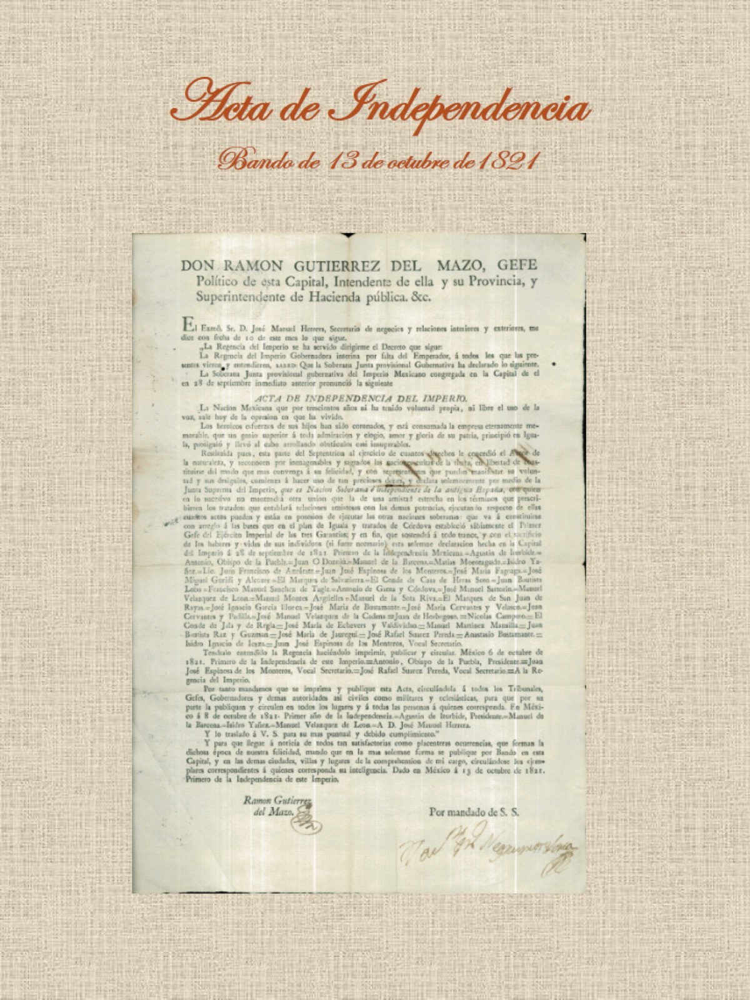 Acta de Independencia
Bando de 13 de octubre de 1821
DON RAMON GUTIERREZ DEL MAZO, GEFE
Político de esta Capital, Intendente de ella y su Provincia, y
Superintendente de Hacienda pública. &c.
El Exmô. Sr. D. José Manuel Herrera, Secretario de negocios y relaciones interiores y exteriores, me
dice con fecha de 10 de este mes lo que sigue.
„La Regencia del Imperio se ha servido dirigirme el Decreto que sigue:
La Regencia del Imperio Gobernadora interina por falta del Emperador, á todos los que las pre-
sentes vieren y entendieren, SABED: Que la Soberana Junta provisional Gubernativa ha declarado lo siguiente.
La Soberana Junta provisional gubernativa del Imperio Mexicano congregada en la Capital de el
en 28 de septiembre inmediato anterior pronunció la siguiente
ACTA DE INDEPENDENCIA DEL IMPERIO.
La Nacion Mexicana que por trescientos años ni ha tenido voluntad propia, ni libre el uso de la
voz, sale hoy de la opresion en que ha vivido.
Los heroicos esfuerzos de sus hijos han sido coronados, y está consumada la empresa eternamente me-
morable, que un genio superior á toda admiracion y elogio, amor y gloria de su patria, principió en Igua-
la, prosiguió y llevó al cabo arrollando obstáculos casi insuperables.
Restituida pues, esta parte del Septentrion al ejercicio de cuantos derechos le concedió el Autor de
la naturaleza, y reconocen por inenagenables y sagrados las naciones cultas de la tierra, en libertad de cons-
tituirse del modo que mas convenga á su felicidad, y con representantes que puedan manifestar su volun-
tad y sus designios, comienza á hacer uso de tan preciosos dones, y declara solemnemente por medio de la
Junta Suprema del Imperio, que es Nacion Soberana é independiente de la antigua España, con quien
en lo sucesivo no mantendrá otra union que la de una amistad estrecha en los términos que prescri-
bieren los tratados: que entablará relaciones amistosas con las demas potencias, ejecutando respecto de ellas
cuantos actos pueden y están en posesion de ejecutar las otras naciones soberanas: que va á constituirse
con arreglo á las bases que en el plan de Iguala y tratados de Córdova estableció sábiamente el Primer
Gefe del Ejército Imperial de las tres Garantias; y en fin, que sostendrá á todo trance, y con el sacrificio
de los haberes y vidas de sus individuos (si fuere necesario) esta solemne declaracion hecha en la Capital
del Imperio á 28 de septiembre de 1821. Primero de la Independencia Mexicana.=Agustin de Iturbide.=
Antonio, Obispo de la Puebla.=Juan O Donojú.=Manuel de la Barcena.=Matias Monteagudo.=Isidro Ya-
ñez.=Lic. Juan Francisco de Azcárate.=Juan José Espinosa de los Monteros.=José Maria Fagoaga.=José
Miguel Guridi y Alcocer.=El Marques de Salvatierra.=El Conde de Casa de Heras Soto.=Juan Bautista
Lobo.=Francisco Manuel Sanchez de Tagle.=Antonio de Gama y Córdova.=José Manuel Sartorio.=Manuel
Velazquez de Leon.=Manuel Montes Argüelles.=Manuel de la Sota Riva.=El Marques de San Juan de
Rayas.=José Ignacio Garcia Illueca.=José Maria de Bustamante.=José Maria Cervantes y Velasco.=Juan
Cervantes y Padilla.=José Manuel Velazquez de la Cadena.=Juan de Horbegoso.=Nicolas Campero.=El
Conde de Jala y de Regla.=José Maria de Echevers y Valdivielso.=Manuel Martinez Mansilla.=Juan
Bautista Raz y Guzman.=José Maria de Jauregui.=José Rafael Suarez Pereda.=Anastasio Bustamante.=
Isidro Ignacio de Icaza.=Juan José Espinosa de los Monteros, Vocal Secretario.
Tendralo entendido la Regencia haciéndolo imprimir, publicar y circular. México 6 de octubre de
1821. Primero de la Independencia de este Imperio.=Antonio, Obispo de la Puebla, Presidente.=Juan
José Espinosa de los Monteros, Vocal Secretario.=José Rafael Suarez Pereda, Vocal Secretario.=A la Re-
gencia del Imperio.
Por tanto mandamos que se imprima y publique esta Acta, circulándola á todos los Tribunales,
Gefes, Gobernadores y demas autoridades asi civiles como militares y eclesiásticas, para que por su
parte la publiquen y circulen en todos los lugares y á todas las personas á quienes corresponda. En Méxi-
co á 8 de octubre de 1821. Primer año de la Independencia.=Agustin de Iturbide, Presidente.=Manuel de
la Barcena.=Isidro Yañez.=Manuel Velazquez de Leon.=A D. José Manuel Herrera.
Y lo traslado á V. S. para su mas puntual y debido cumplimiento."
Y para que llegue á noticia de todos tan satisfactorias como placenteras ocurrencias, que forman la
dichosa época de nuestra felicidad, mando que en la mas solemne forma se publique por Bando en esta
Capital, y en las demas ciudades, villas y lugares de la comprehension de mi cargo, circulándose los ejem-
plares correspondientes á quienes corresponda su inteligencia. Dado en México á 13 de octubre de 1821.
Primero de la Independencia de este Imperio.
Ramon Gutierrez
del Mazo.
Por mandado de S. S.